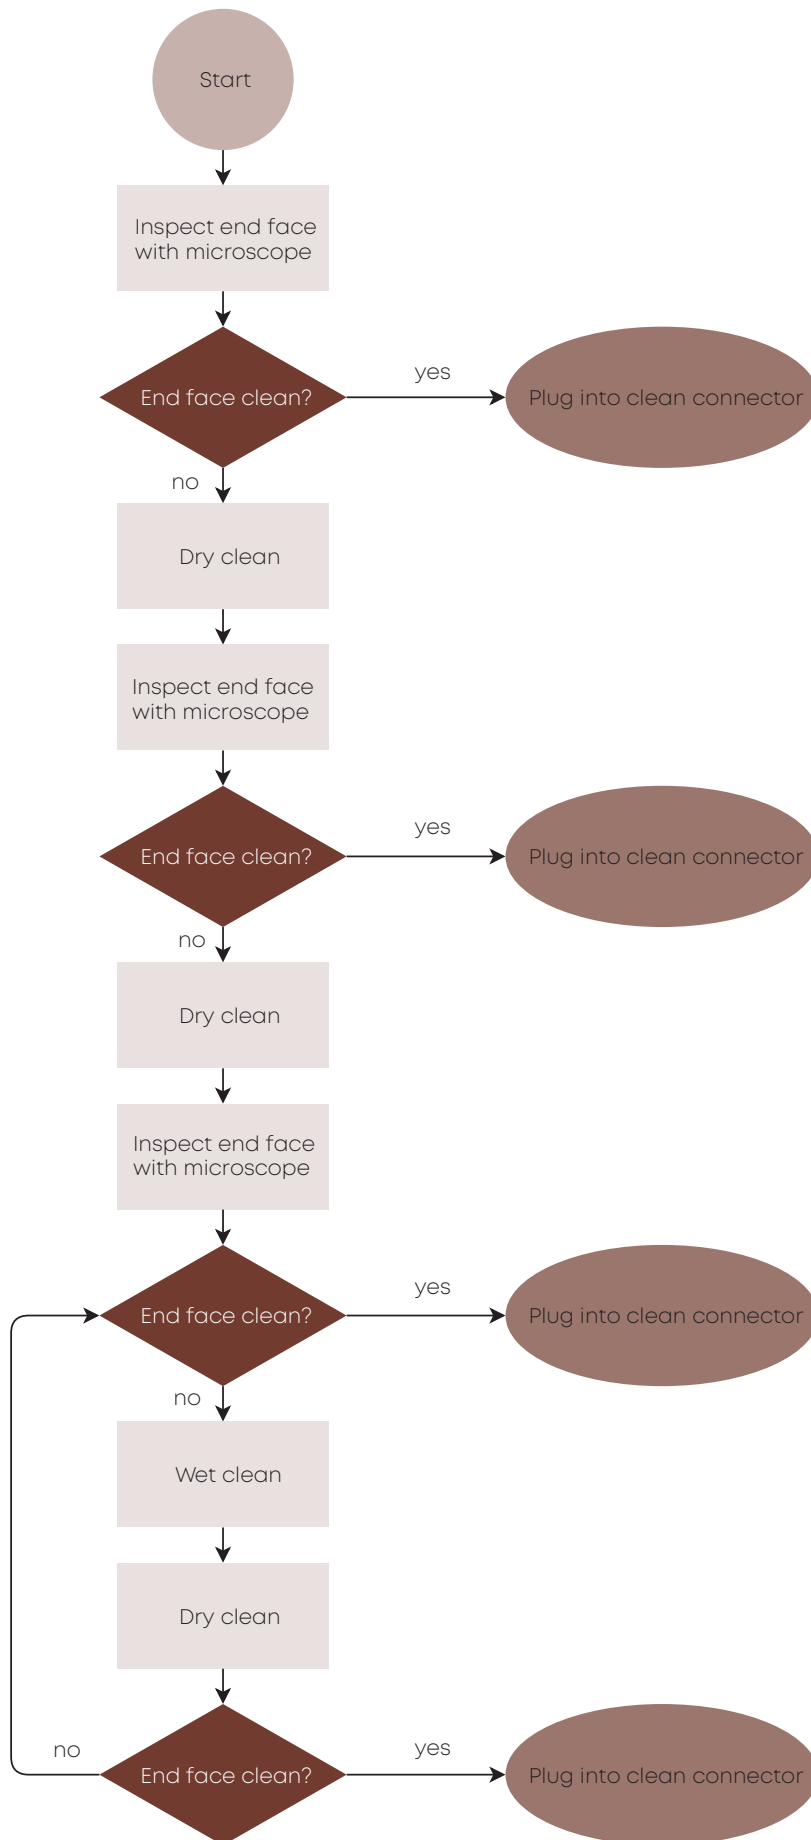 Start
Inspect end face
with microscope
End face clean?
yes
Plug into clean connector
no
Dry clean
Inspect end face
with microscope
End face clean?
yes
Plug into clean connector
no
Dry clean
Inspect end face
with microscope
End face clean?
yes
Plug into clean connector
no
Wet clean
Dry clean
no
End face clean?
yes
Plug into clean connector